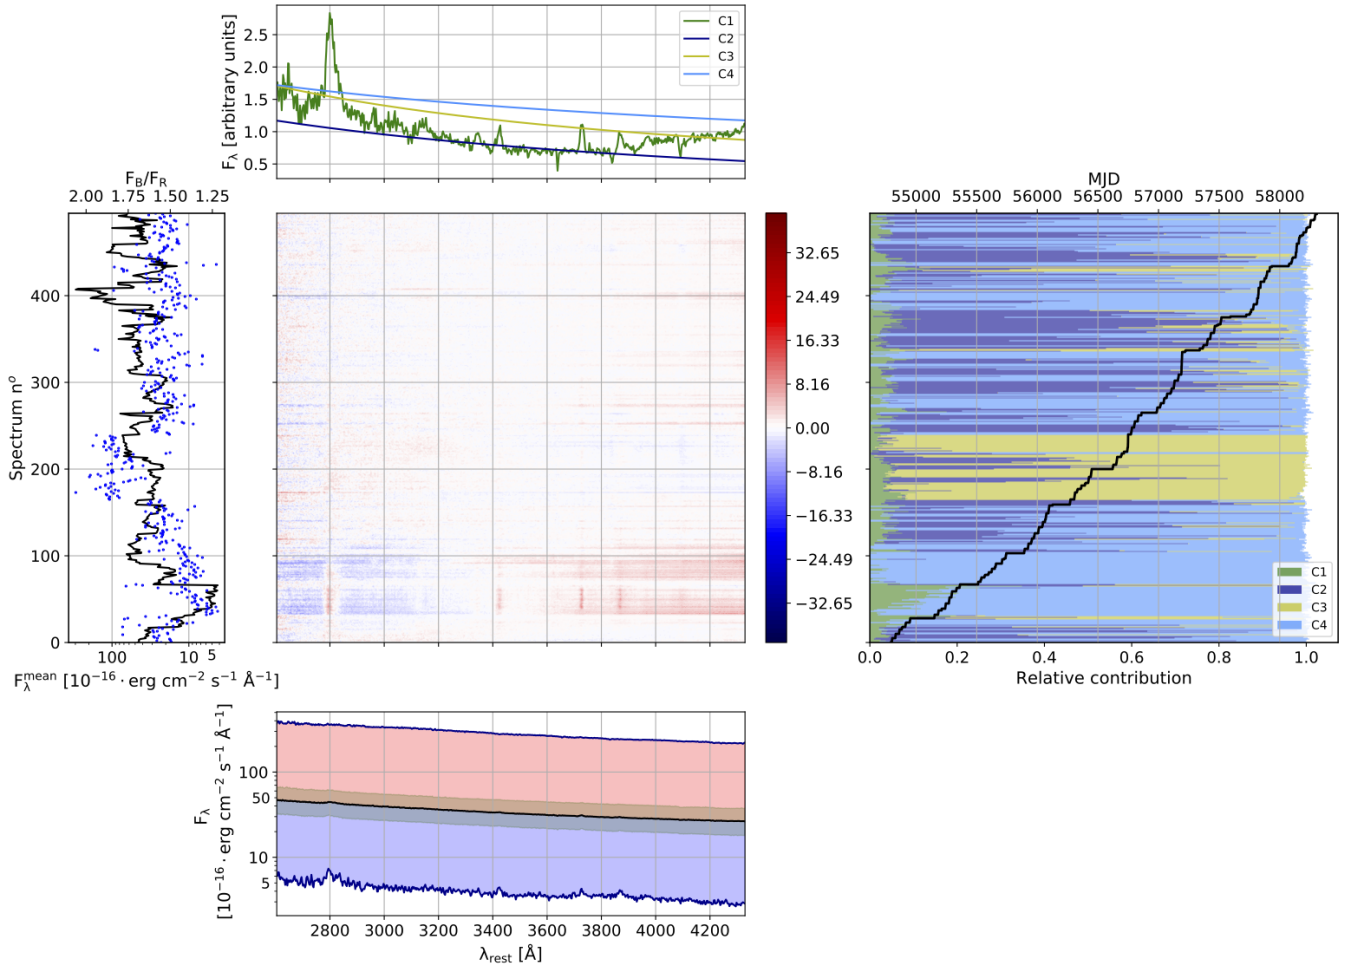 F_λ [arbitrary units]
2.5
2.0
1.5
1.0
0.5
C1
C2
C3
C4
F_B/F_R
2.00 1.75 1.50 1.25
Spectrum n°
400
300
200
100
0
100 10 5
F_λ^mean [10^−16 · erg cm^−2 s^−1 Å^−1]
32.65
24.49
16.33
8.16
0.00
−8.16
−16.33
−24.49
−32.65
MJD
55000 55500 56000 56500 57000 57500 58000
C1
C2
C3
C4
0.0 0.2 0.4 0.6 0.8 1.0
Relative contribution
F_λ
[10^−16 · erg cm^−2 s^−1 Å^−1]
100
50
10
5
2800 3000 3200 3400 3600 3800 4000 4200
λ_rest [Å]